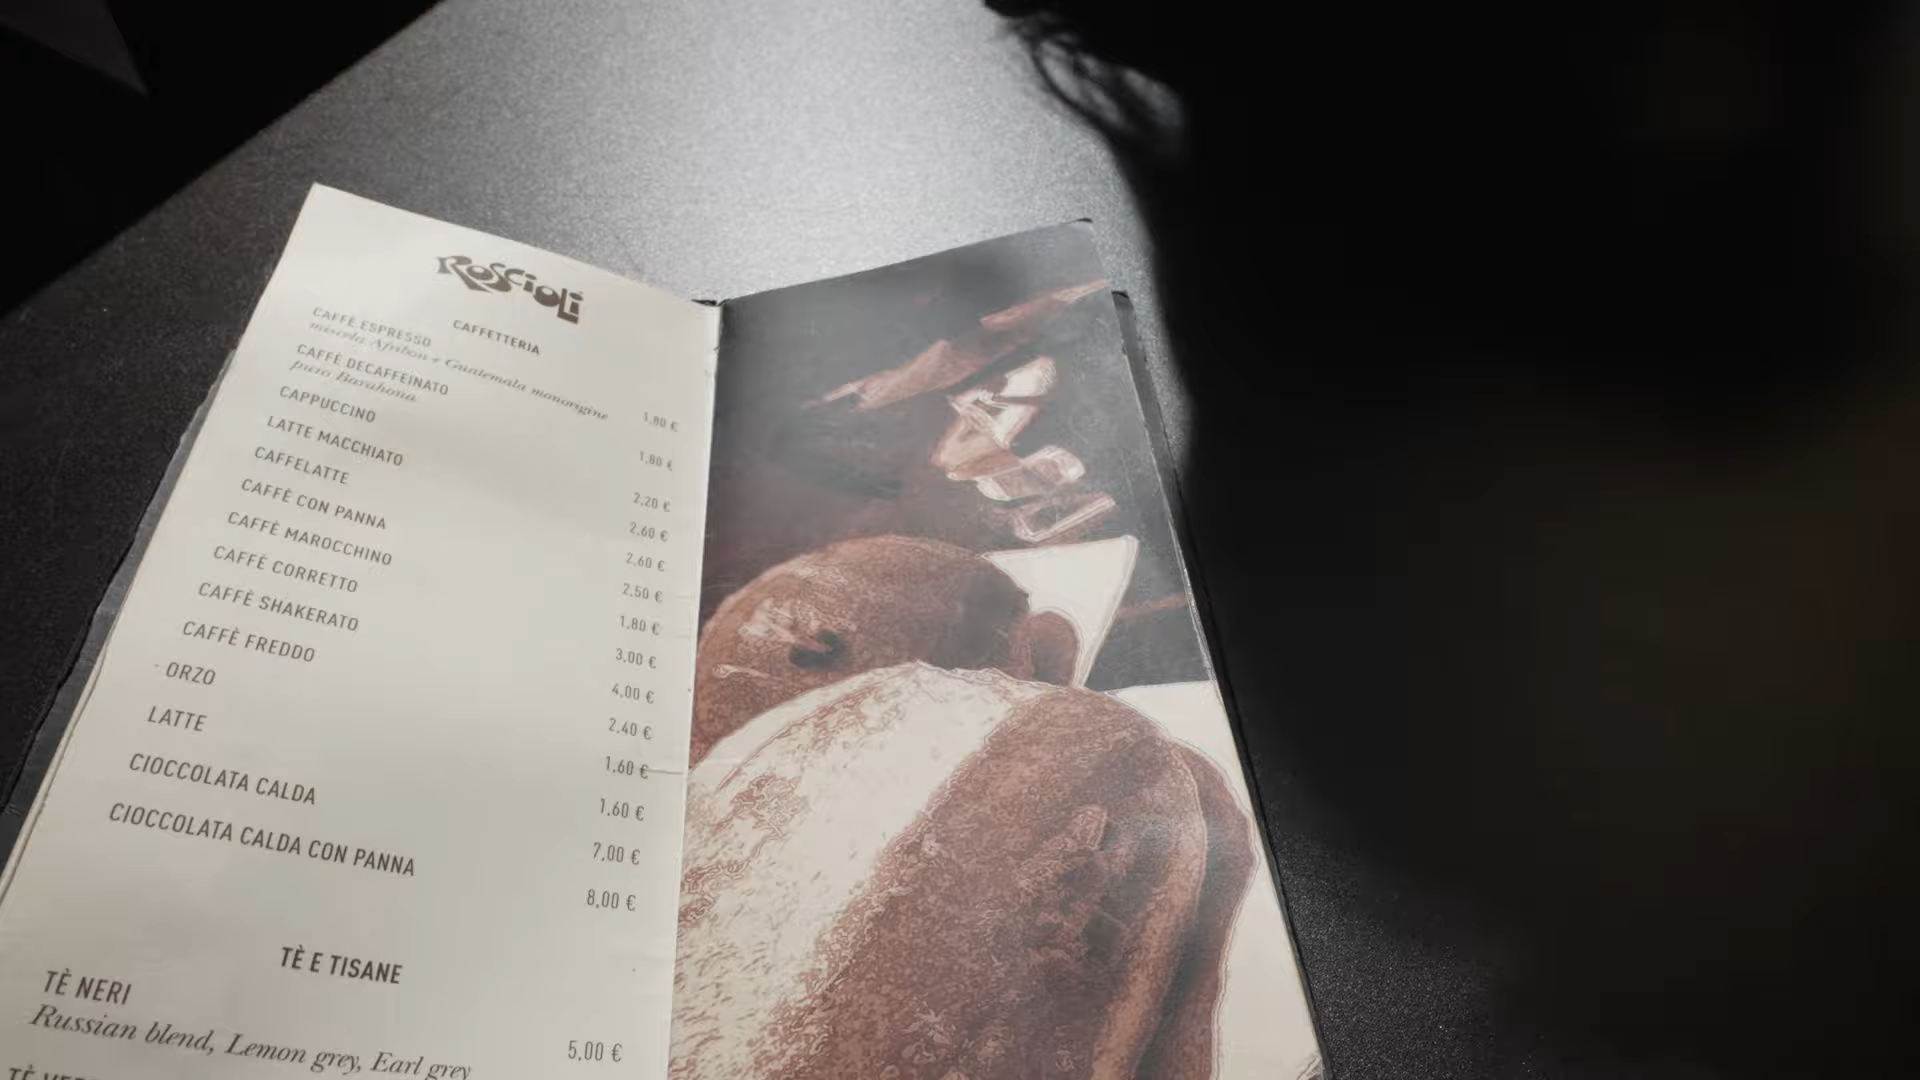 Roscioli
CAFFETTERIA
CAFFÈ ESPRESSO
miscela Afribon e Guatemala monorigine 1,80 €
CAFFÈ DECAFFEINATO
puro Barahona 1,80 €
CAPPUCCINO 2,20 €
LATTE MACCHIATO 2,60 €
CAFFELATTE 2,60 €
CAFFÈ CON PANNA 2,50 €
CAFFÈ MAROCCHINO 1,80 €
CAFFÈ CORRETTO 3,00 €
CAFFÈ SHAKERATO 4,00 €
CAFFÈ FREDDO 2,40 €
ORZO 1,60 €
LATTE 1,60 €
CIOCCOLATA CALDA 7,00 €
CIOCCOLATA CALDA CON PANNA 8,00 €
TÈ E TISANE
TÈ NERI
Russian blend, Lemon grey, Earl grey 5,00 €